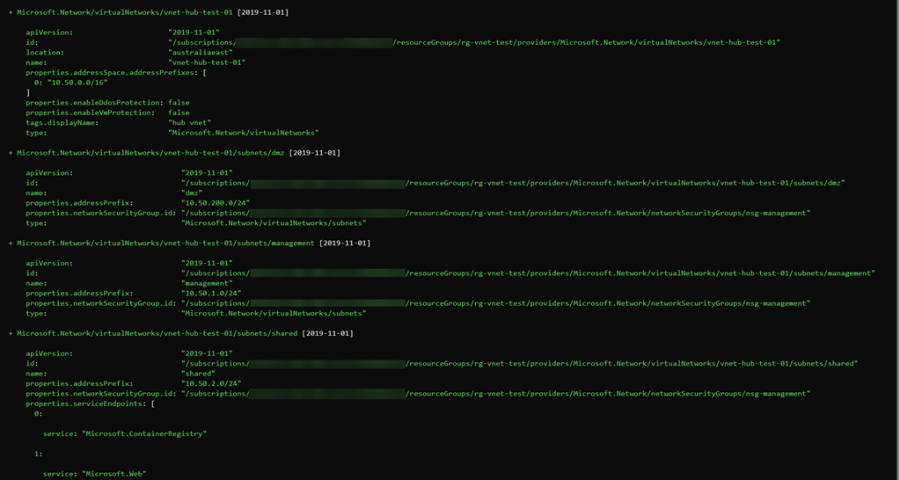 + Microsoft.Network/virtualNetworks/vnet-hub-test-01 [2019-11-01]
apiVersion: "2019-11-01"
id: "/subscriptions/ /resourceGroups/rg-vnet-test/providers/Microsoft.Network/virtualNetworks/vnet-hub-test-01"
location: "australiaeast"
name: "vnet-hub-test-01"
properties.addressSpace.addressPrefixes: [
0: "10.50.0.0/16"
]
properties.enableDdosProtection: false
properties.enableVmProtection: false
tags.displayName: "hub vnet"
type: "Microsoft.Network/virtualNetworks"
+ Microsoft.Network/virtualNetworks/vnet-hub-test-01/subnets/dmz [2019-11-01]
apiVersion: "2019-11-01"
id: "/subscriptions/ /resourceGroups/rg-vnet-test/providers/Microsoft.Network/virtualNetworks/vnet-hub-test-01/subnets/dmz"
name: "dmz"
properties.addressPrefix: "10.50.200.0/24"
properties.networkSecurityGroup.id: "/subscriptions/ /resourceGroups/rg-vnet-test/providers/Microsoft.Network/networkSecurityGroups/nsg-management"
type: "Microsoft.Network/virtualNetworks/subnets"
+ Microsoft.Network/virtualNetworks/vnet-hub-test-01/subnets/management [2019-11-01]
apiVersion: "2019-11-01"
id: "/subscriptions/ /resourceGroups/rg-vnet-test/providers/Microsoft.Network/virtualNetworks/vnet-hub-test-01/subnets/management"
name: "management"
properties.addressPrefix: "10.50.1.0/24"
properties.networkSecurityGroup.id: "/subscriptions/ /resourceGroups/rg-vnet-test/providers/Microsoft.Network/networkSecurityGroups/nsg-management"
type: "Microsoft.Network/virtualNetworks/subnets"
+ Microsoft.Network/virtualNetworks/vnet-hub-test-01/subnets/shared [2019-11-01]
apiVersion: "2019-11-01"
id: "/subscriptions/ /resourceGroups/rg-vnet-test/providers/Microsoft.Network/virtualNetworks/vnet-hub-test-01/subnets/shared"
name: "shared"
properties.addressPrefix: "10.50.2.0/24"
properties.networkSecurityGroup.id: "/subscriptions/ /resourceGroups/rg-vnet-test/providers/Microsoft.Network/networkSecurityGroups/nsg-management"
properties.serviceEndpoints: [
0:
service: "Microsoft.ContainerRegistry"
1:
service: "Microsoft.Web"